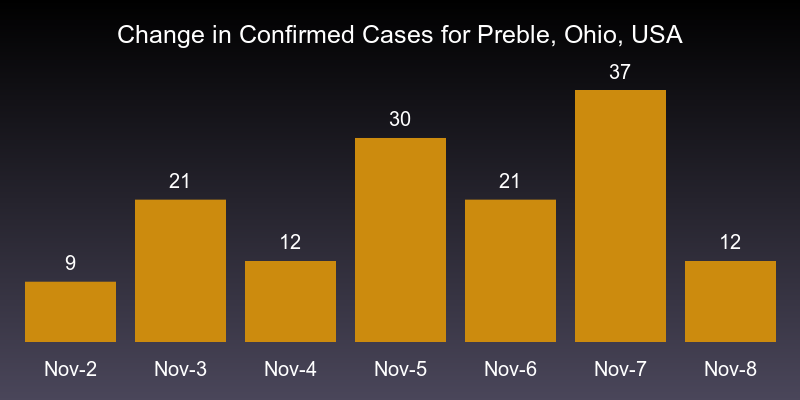 Change in Confirmed Cases for Preble, Ohio, USA
37
30
21
21
12
12
9
Nov-2
Nov-3
Nov-4
Nov-5
Nov-6
Nov-7
Nov-8